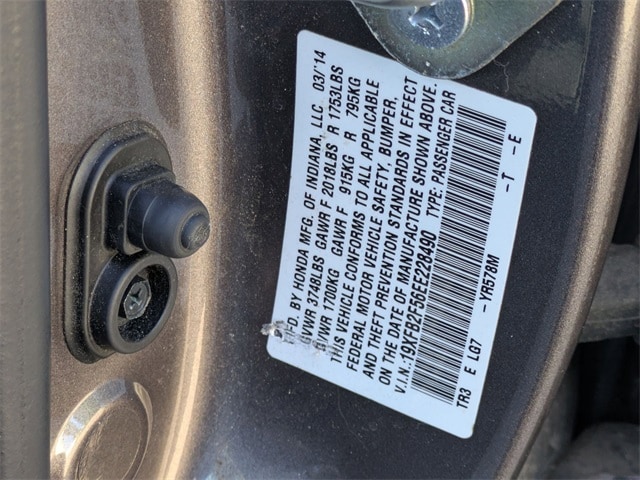 MFD. BY HONDA MFG. OF INDIANA, LLC 03/'14
GVWR 3748LBS GAWR F 2018LBS R 1753LBS
GVWR 1700KG GAWR F 915KG R 795KG
THIS VEHICLE CONFORMS TO ALL APPLICABLE
FEDERAL MOTOR VEHICLE SAFETY, BUMPER,
AND THEFT PREVENTION STANDARDS IN EFFECT
ON THE DATE OF MANUFACTURE SHOWN ABOVE.
V.I.N.:19XFB2F56EE228490 TYPE: PASSENGER CAR
TR3 E LG7 -YR578M -T -E